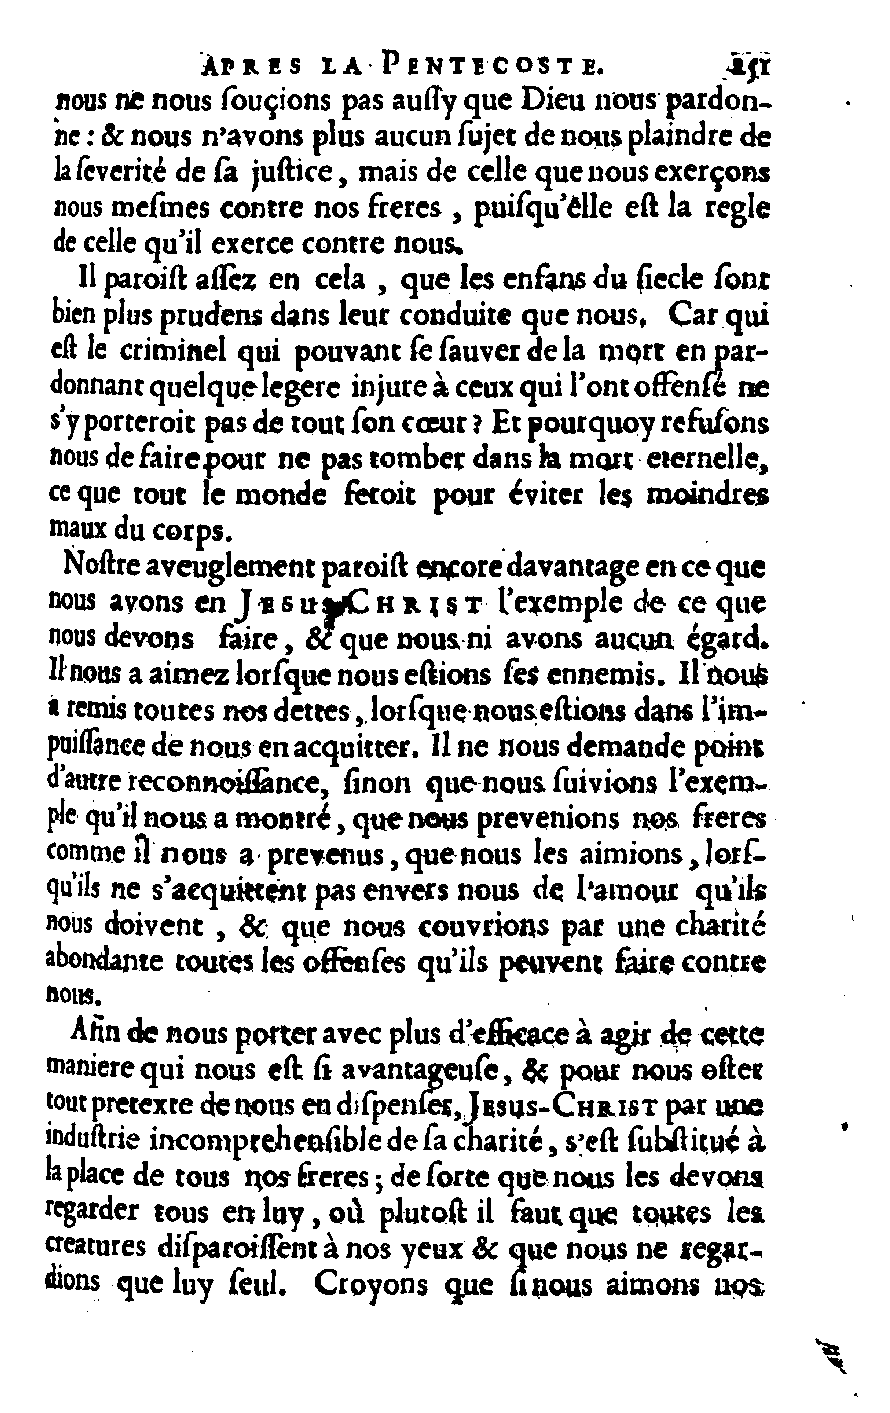 APRES LA PENTECOSTE. 251
nous ne nous ſouçions pas auſſy que Dieu nous pardon-
ne : & nous n'avons plus aucun ſujet de nous plaindre de
la ſeverité de ſa juſtice, mais de celle que nous exerçons
nous meſmes contre nos freres , puiſqu'élle eſt la regle
de celle qu'il exerce contre nous.
Il paroiſt aſſez en cela , que les enfans du ſiecle ſont
bien plus prudens dans leur conduite que nous. Car qui
eſt le criminel qui pouvant ſe ſauver de la mort en par-
donnant quelque legere injure à ceux qui l'ont offenſé ne
s'y porteroit pas de tout ſon cœur ? Et pourquoy refuſons
nous de faire pour ne pas tomber dans la mort eternelle,
ce que tout le monde feroit pour éviter les moindres
maux du corps.
Noſtre aveuglement paroiſt encore davantage en ce que
nous avons en JESUS-CHRIST l'exemple de ce que
nous devons faire , & que nous ni avons aucun égard.
Il nous a aimez lorſque nous eſtions ſes ennemis. Il nous
a remis toutes nos dettes, lorſque nous eſtions dans l'im-
puiſſance de nous en acquitter. Il ne nous demande point
d'autre reconnoiſſance, ſinon que nous ſuivions l'exem-
ple qu'il nous a montré, que nous prevenions nos freres
comme il nous a prevenus, que nous les aimions, lorſ-
qu'ils ne s'acquittent pas envers nous de l'amour qu'ils
nous doivent , & que nous couvrions par une charité
abondante toutes les offenſes qu'ils peuvent faire contre
nous.
Afin de nous porter avec plus d'efficace à agir de cette
maniere qui nous eſt ſi avantageuſe, & pour nous oſter
tout pretexte de nous en diſpenſer, JESUS-CHRIST par une
induſtrie incomprehenſible de ſa charité, s'eſt ſubſtitué à
la place de tous nos freres ; de ſorte que nous les devons
regarder tous en luy , où plutoſt il faut que toutes les
creatures diſparoiſſent à nos yeux & que nous ne regar-
dions que luy ſeul. Croyons que ſi nous aimons nos